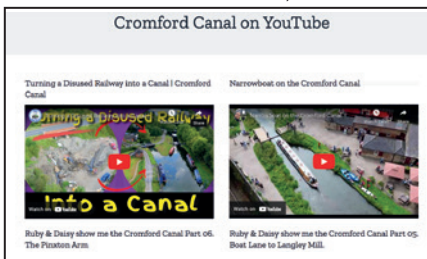 Cromford Canal on YouTube
Turning a Disused Railway into a Canal | Cromford
Canal
Narrowboat on the Cromford Canal
Turning a Disused Railway
Share
Into a Canal
Watch on YouTube
Watch on YouTube
Ruby & Daisy show me the Cromford Canal Part 06.
The Pinxton Arm
Ruby & Daisy show me the Cromford Canal Part 05.
Boat Lane to Langley Mill.